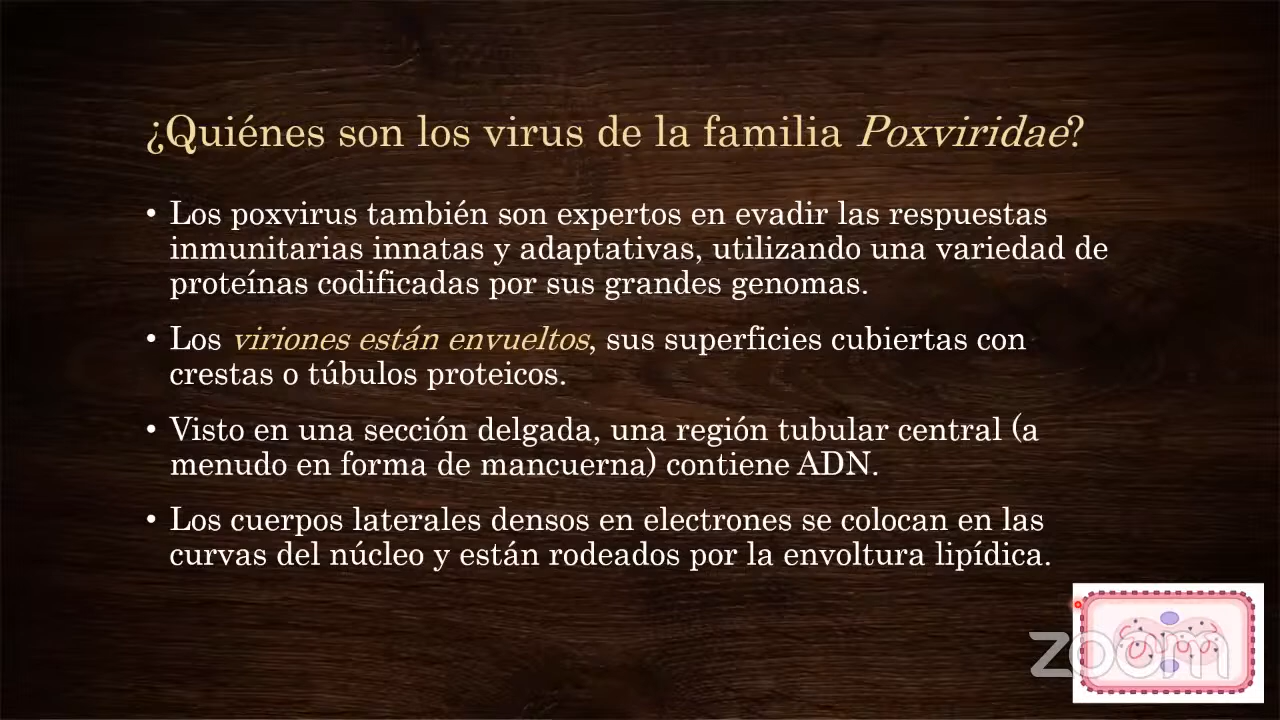 ¿Quiénes son los virus de la familia Poxviridae?
• Los poxvirus también son expertos en evadir las respuestas
inmunitarias innatas y adaptativas, utilizando una variedad de
proteínas codificadas por sus grandes genomas.
• Los viriones están envueltos, sus superficies cubiertas con
crestas o túbulos proteicos.
• Visto en una sección delgada, una región tubular central (a
menudo en forma de mancuerna) contiene ADN.
• Los cuerpos laterales densos en electrones se colocan en las
curvas del núcleo y están rodeados por la envoltura lipídica.
zoom